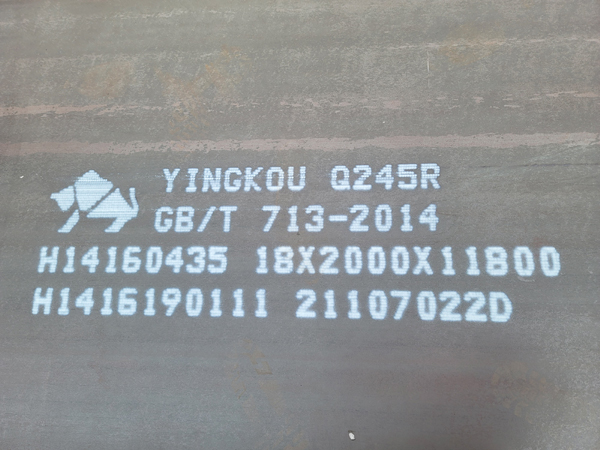 YINGKOU Q245R
GB/T 713-2014
H14160435 18X2000X11800
H1416190111 21107022D